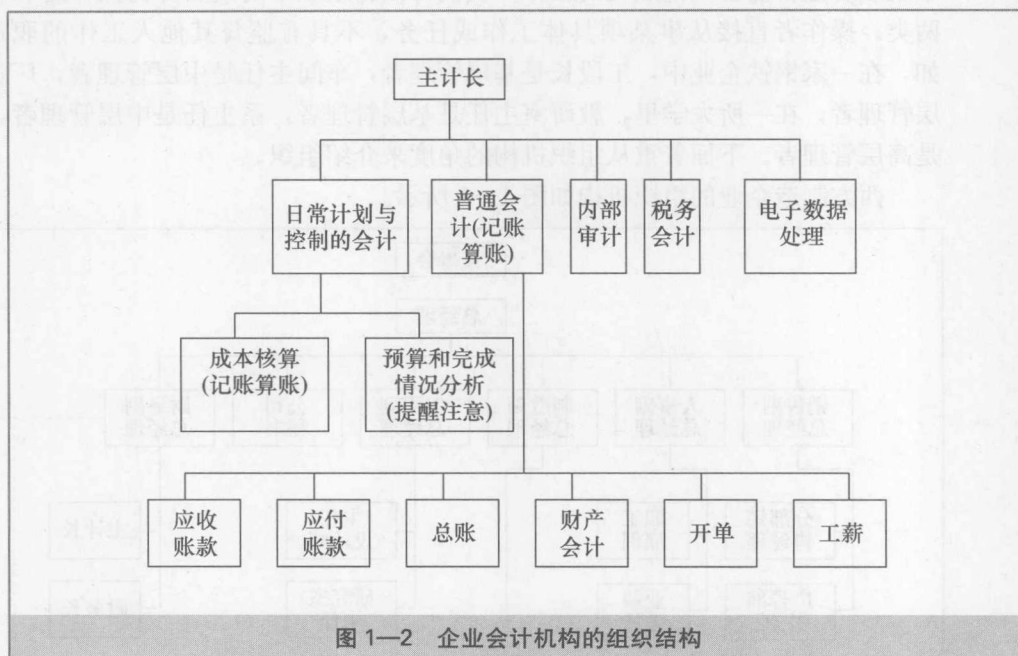 主计长
日常计划与
控制的会计
普通会
计(记账
算账)
内部
审计
税务
会计
电子数据
处理
成本核算
(记账算账)
预算和完成
情况分析
(提醒注意)
应收
账款
应付
账款
总账
财产
会计
开单
工薪
图 1—2 企业会计机构的组织结构